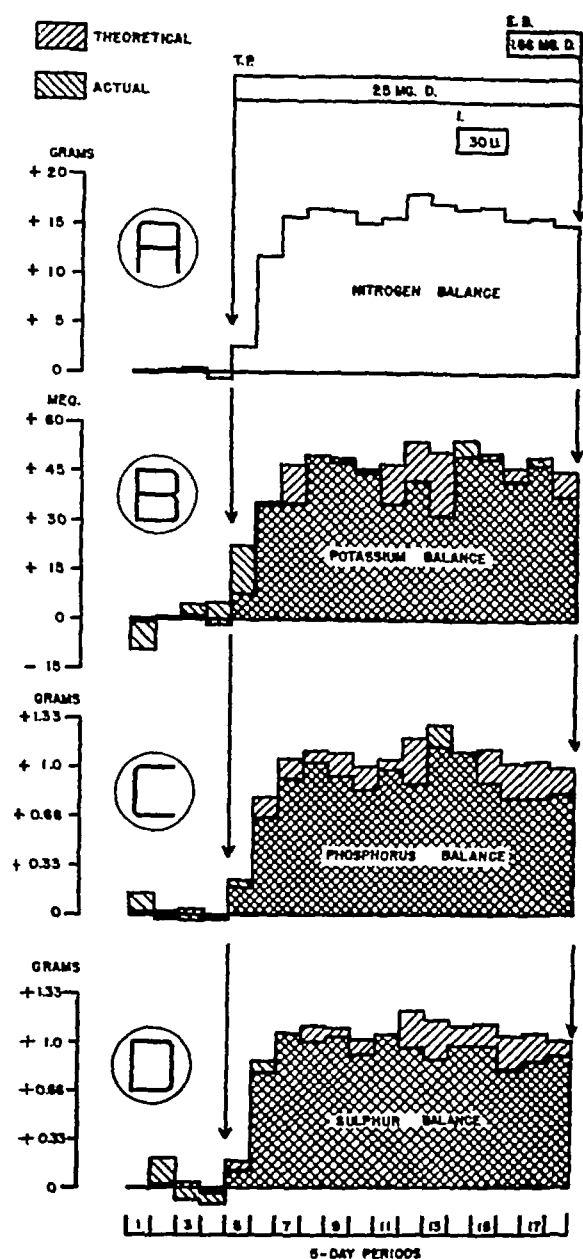 THEORETICAL
ACTUAL
E. B.
1.66 MG. D.
T.P.
25 MG. D.
I.
30 U.
GRAMS
+ 20
+ 15
+ 10
+ 5
0
A
NITROGEN BALANCE
MEQ.
+ 60
+ 45
+ 30
+ 15
0
- 15
B
POTASSIUM BALANCE
GRAMS
+ 1.33
+ 1.0
+ 0.66
+ 0.33
0
C
PHOSPHORUS BALANCE
GRAMS
+ 1.33
+ 1.0
+ 0.66
+ 0.33
0
D
SULPHUR BALANCE
1 3 5 7 9 11 13 15 17
5-DAY PERIODS